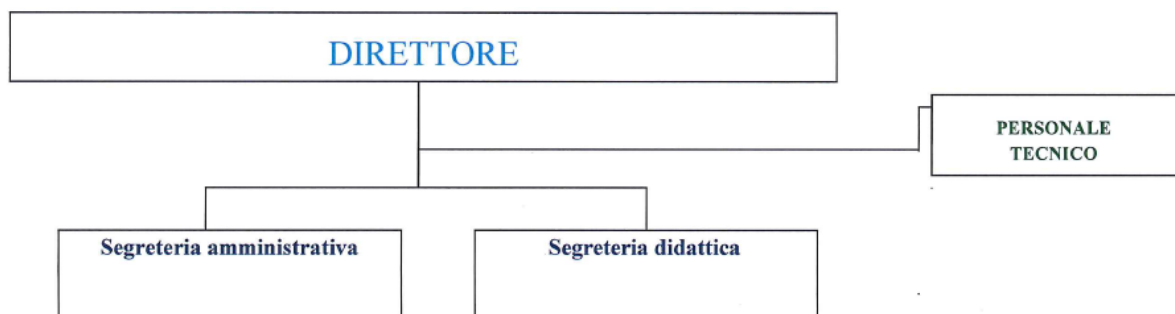 DIRETTORE
PERSONALE
TECNICO
Segreteria amministrativa
Segreteria didattica